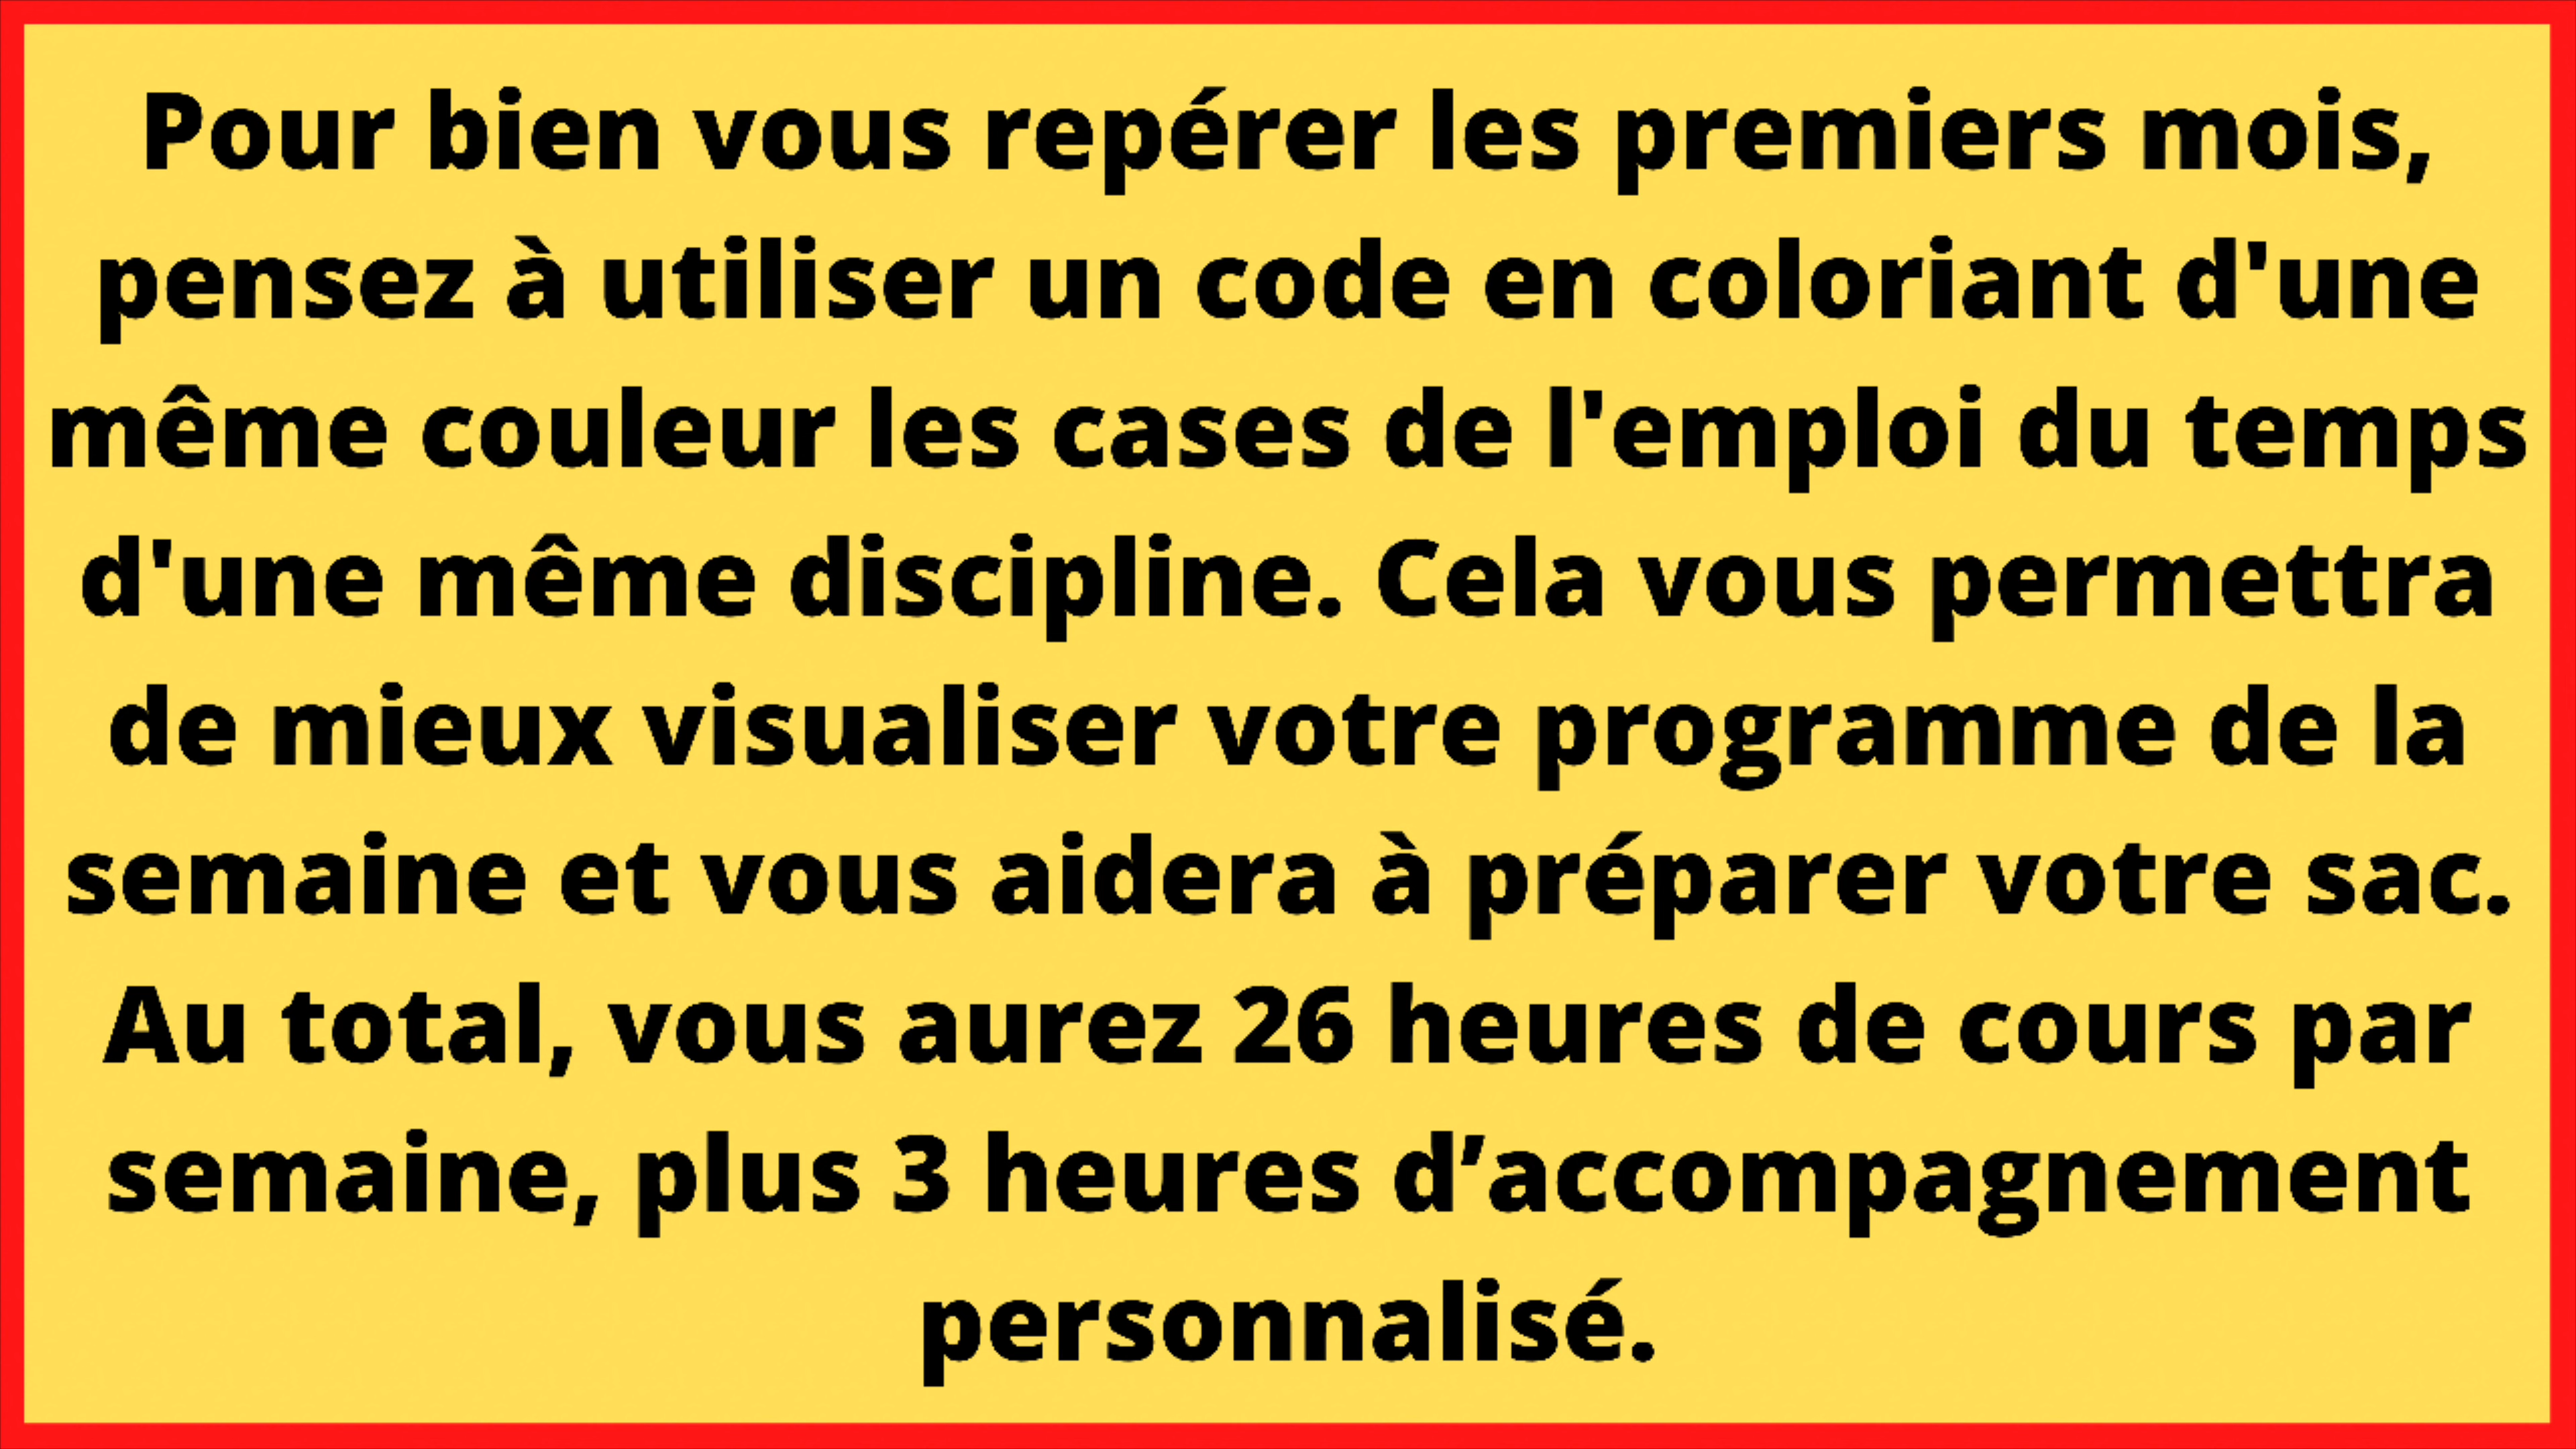 Pour bien vous repérer les premiers mois,
pensez à utiliser un code en coloriant d'une
même couleur les cases de l'emploi du temps
d'une même discipline. Cela vous permettra
de mieux visualiser votre programme de la
semaine et vous aidera à préparer votre sac.
Au total, vous aurez 26 heures de cours par
semaine, plus 3 heures d’accompagnement
personnalisé.